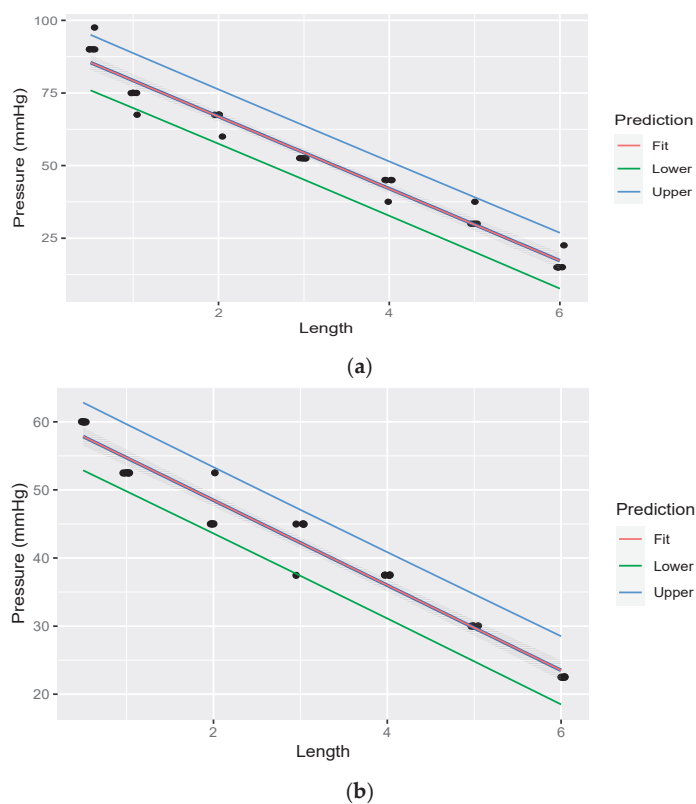 100
75
50
25
Pressure (mmHg)
2 4 6
Length
Prediction
Fit
Lower
Upper
(a)
60
50
40
30
20
Pressure (mmHg)
2 4 6
Length
Prediction
Fit
Lower
Upper
(b)